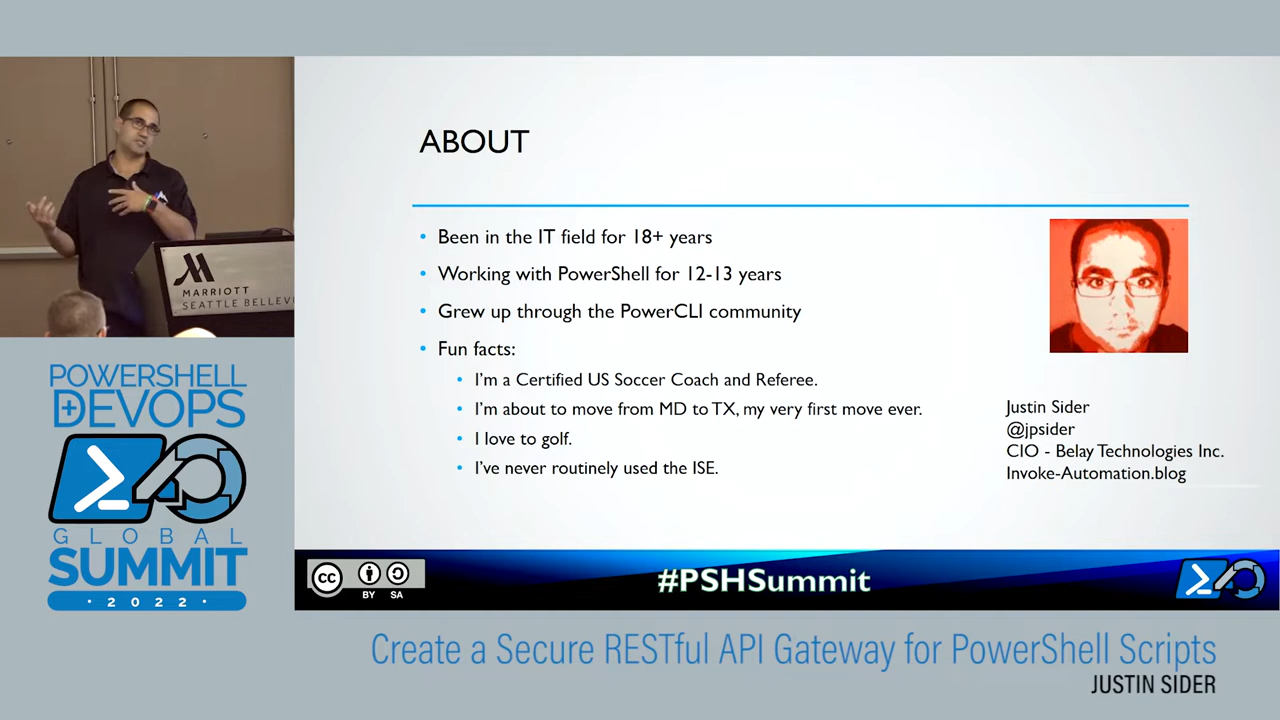 MARRIOTT
SEATTLE BELLEV
POWERSHELL
DEVOPS
GLOBAL
SUMMIT
· 2022 ·
ABOUT
• Been in the IT field for 18+ years
• Working with PowerShell for 12-13 years
• Grew up through the PowerCLI community
• Fun facts:
• I'm a Certified US Soccer Coach and Referee.
• I'm about to move from MD to TX, my very first move ever.
• I love to golf.
• I've never routinely used the ISE.
Justin Sider
@jpsider
CIO - Belay Technologies Inc.
Invoke-Automation.blog
cc
BY SA
#PSHSummit
Create a Secure RESTful API Gateway for PowerShell Scripts
JUSTIN SIDER